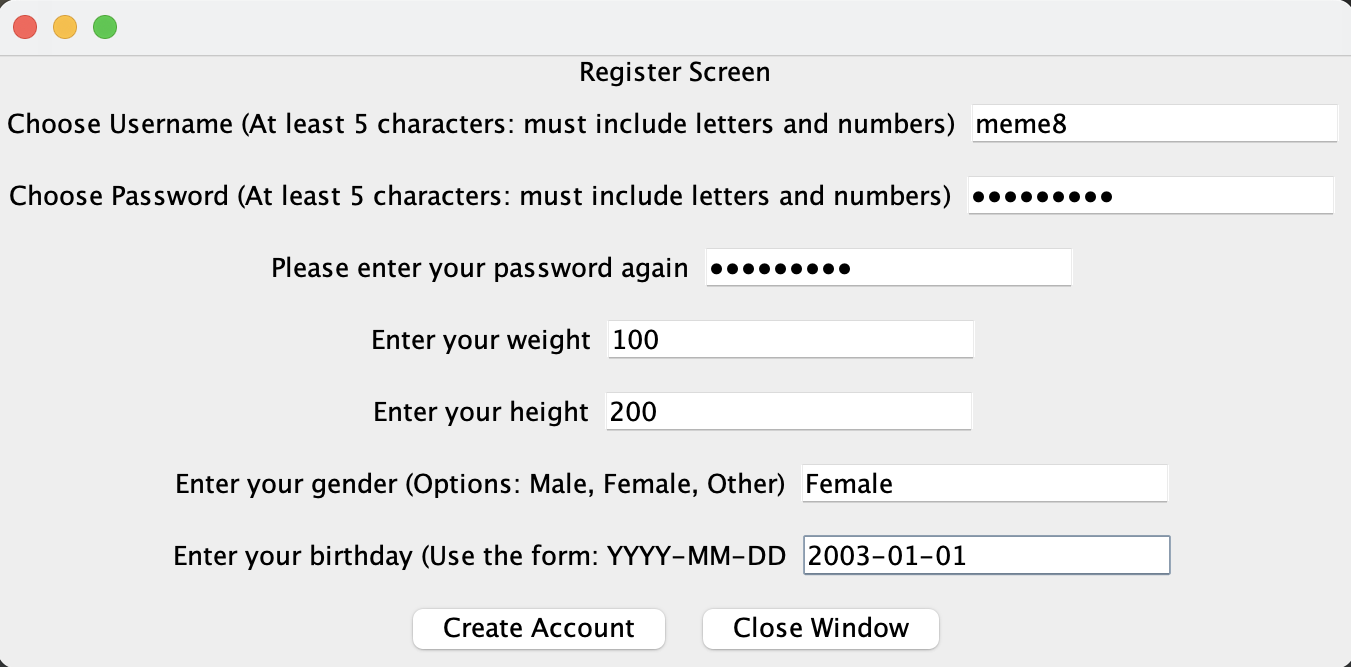 Register Screen
Choose Username (At least 5 characters: must include letters and numbers) meme8
Choose Password (At least 5 characters: must include letters and numbers) •••••••••
Please enter your password again •••••••••
Enter your weight 100
Enter your height 200
Enter your gender (Options: Male, Female, Other) Female
Enter your birthday (Use the form: YYYY-MM-DD 2003-01-01
Create Account Close Window